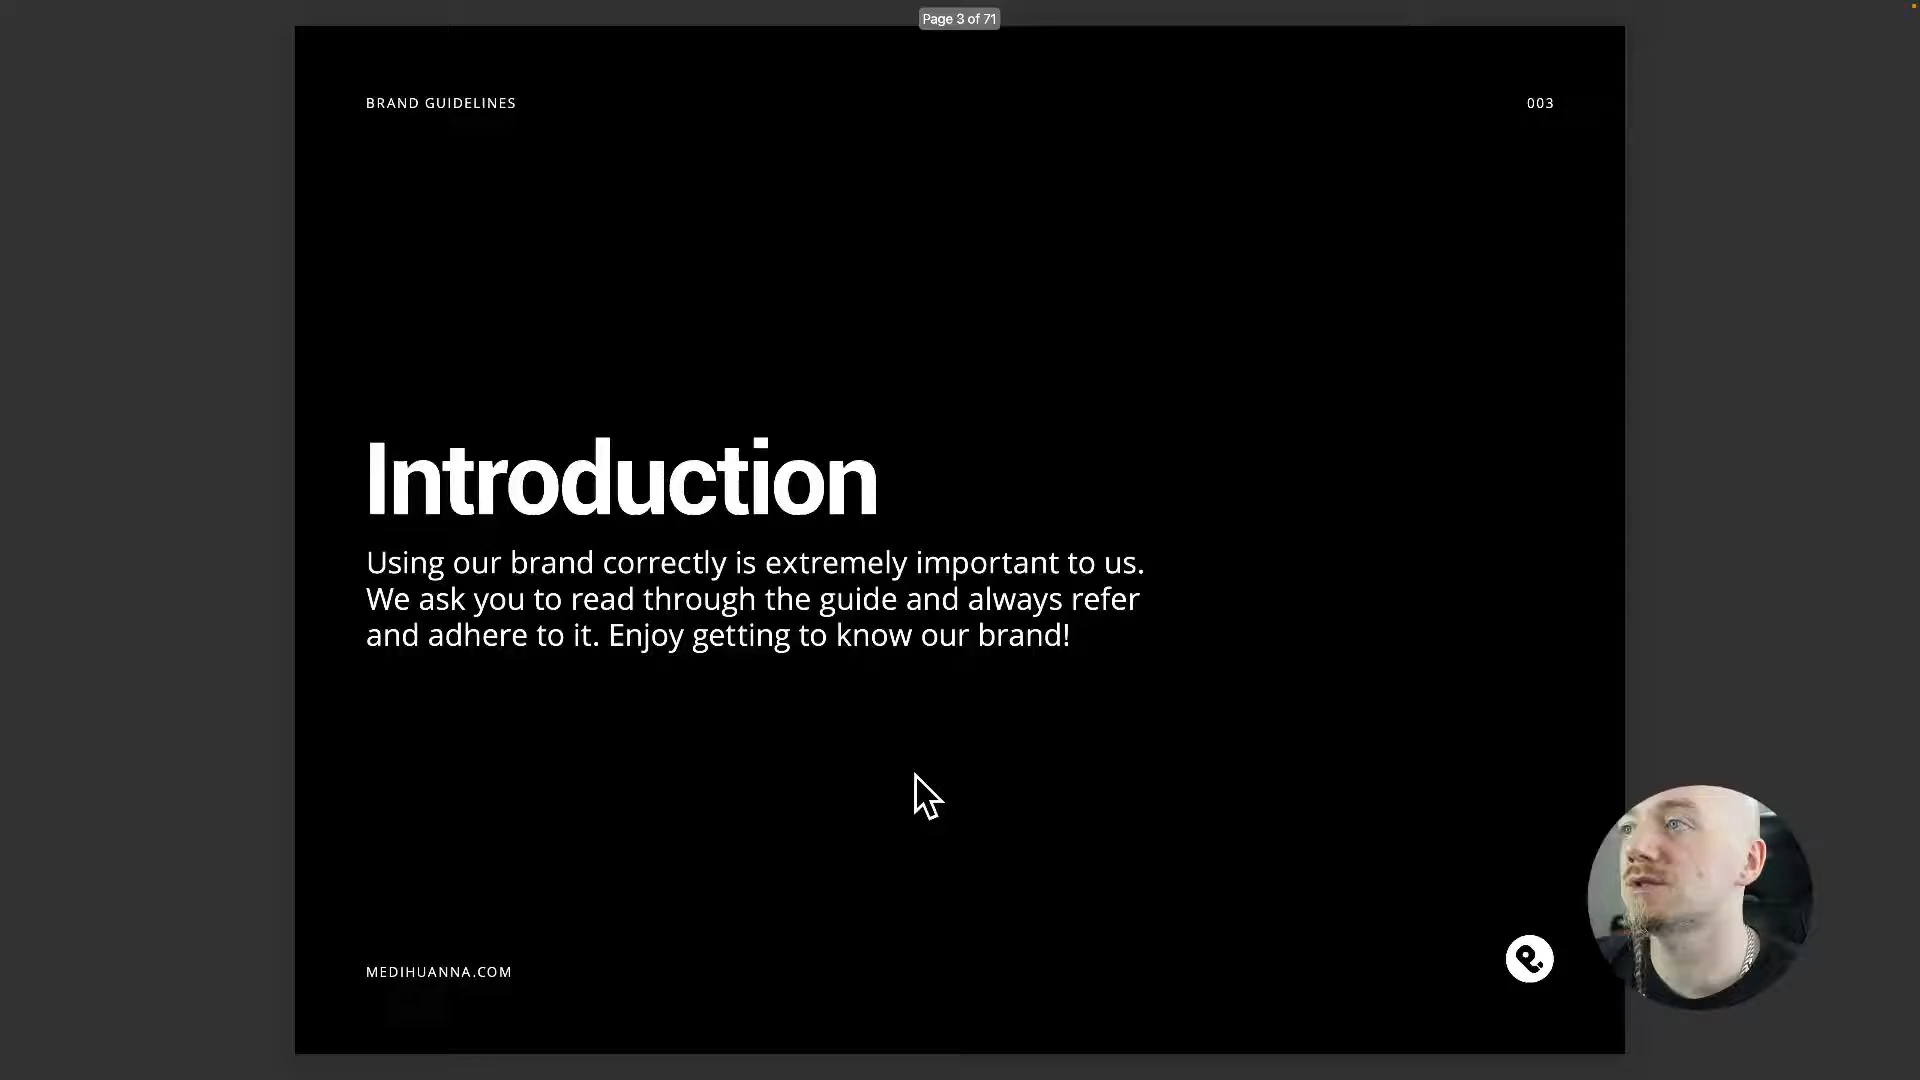 Page 3 of 71
BRAND GUIDELINES
003
Introduction
Using our brand correctly is extremely important to us.
We ask you to read through the guide and always refer
and adhere to it. Enjoy getting to know our brand!
MEDIHUANNA.COM